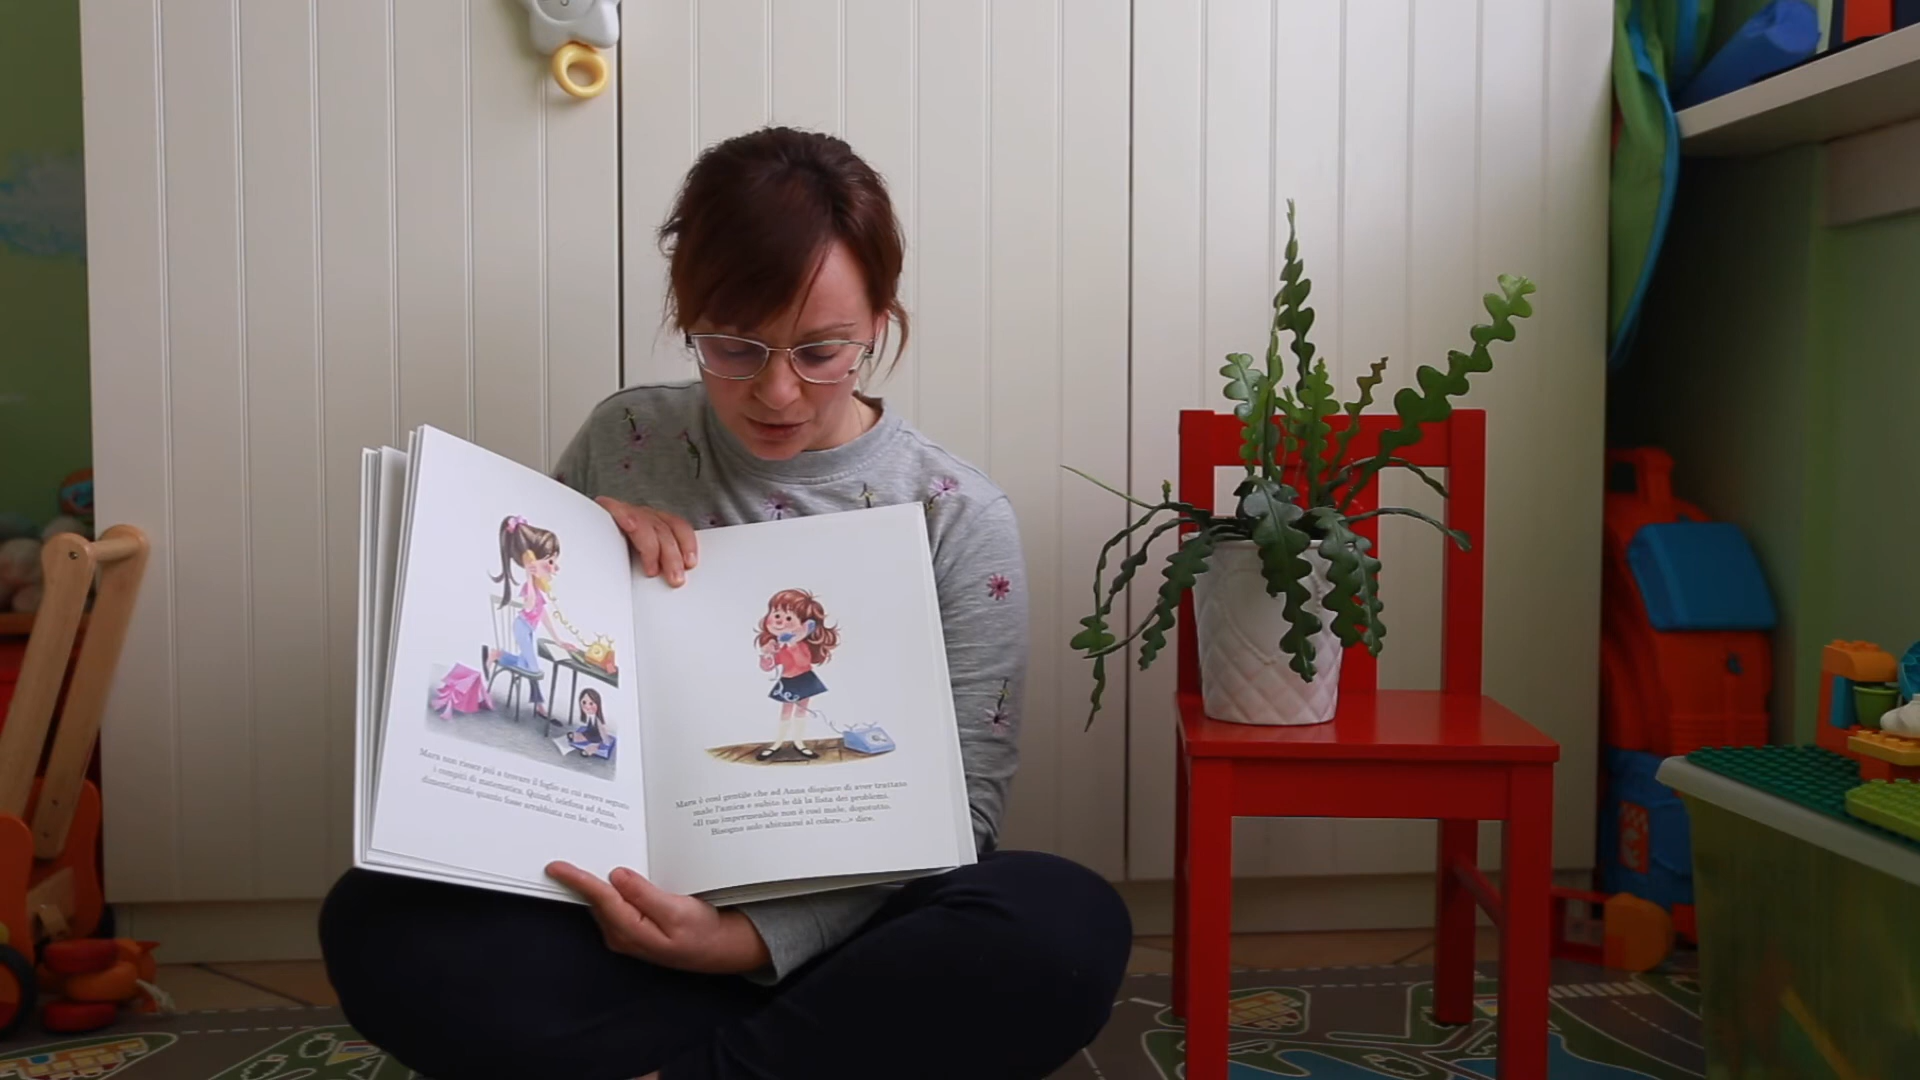 Mara non riesce più a trovare il foglio su cui aveva segnato
i compiti di matematica. Quindi, telefona ad Anna,
dimenticando quanto fosse arrabbiata con lei. «Pronto?»
Mara è così gentile che ad Anna dispiace di aver trattato
male l'amica e subito le dà la lista dei problemi.
«Il tuo impermeabile non è così male, dopotutto.
Bisogna solo abituarsi al colore...» dice.